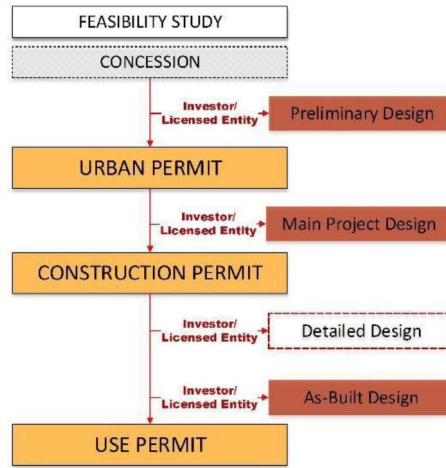 FEASIBILITY STUDY
CONCESSION
Investor/
Licensed Entity
Preliminary Design
URBAN PERMIT
Investor/
Licensed Entity
Main Project Design
CONSTRUCTION PERMIT
Investor/
Licensed Entity
Detailed Design
Investor/
Licensed Entity
As-Built Design
USE PERMIT